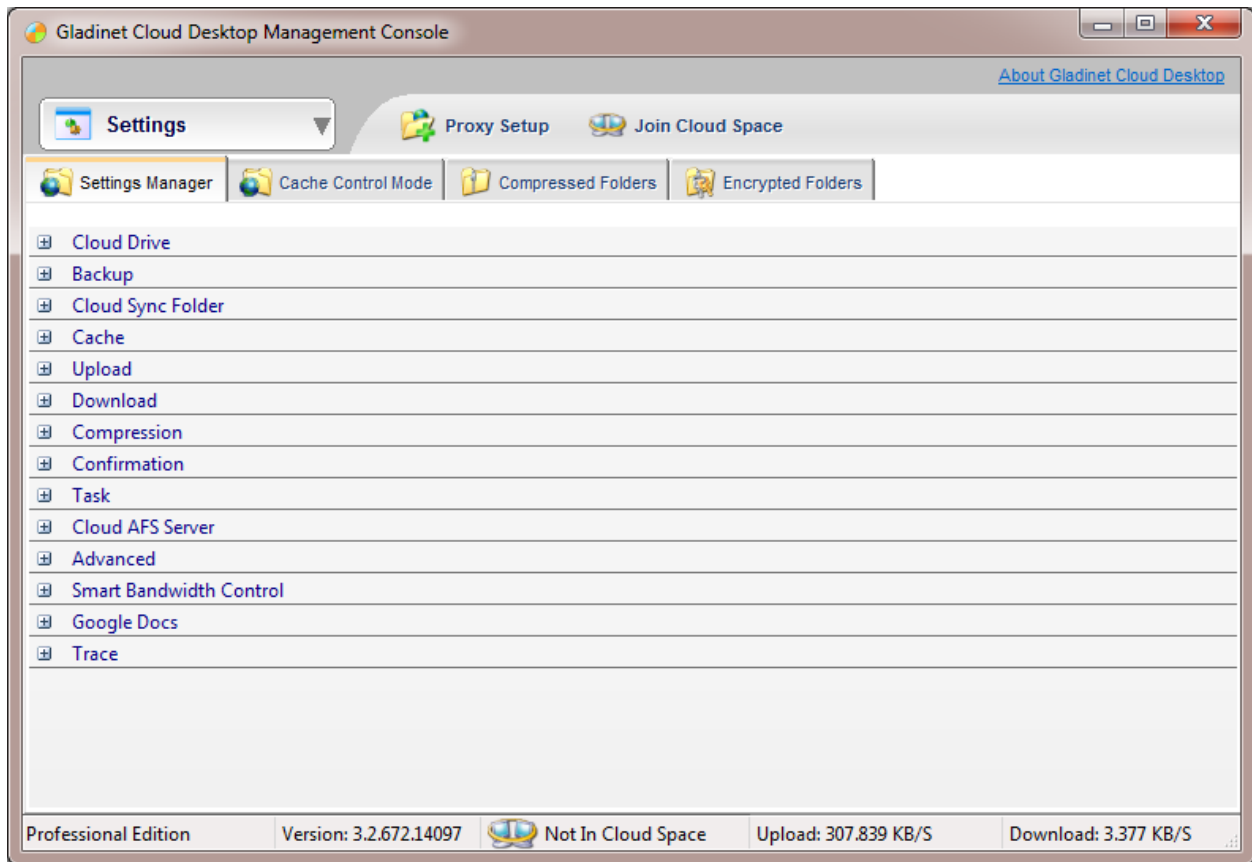 Gladinet Cloud Desktop Management Console
About Gladinet Cloud Desktop
Settings Proxy Setup Join Cloud Space
Settings Manager Cache Control Mode Compressed Folders Encrypted Folders
Cloud Drive
Backup
Cloud Sync Folder
Cache
Upload
Download
Compression
Confirmation
Task
Cloud AFS Server
Advanced
Smart Bandwidth Control
Google Docs
Trace
Professional Edition Version: 3.2.672.14097 Not In Cloud Space Upload: 307.839 KB/S Download: 3.377 KB/S